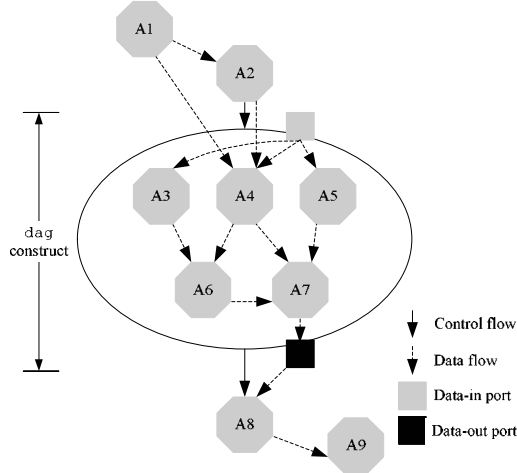 A1
A2
A3
A4
A5
dag
construct
A6
A7
Control flow
Data flow
Data-in port
Data-out port
A8
A9